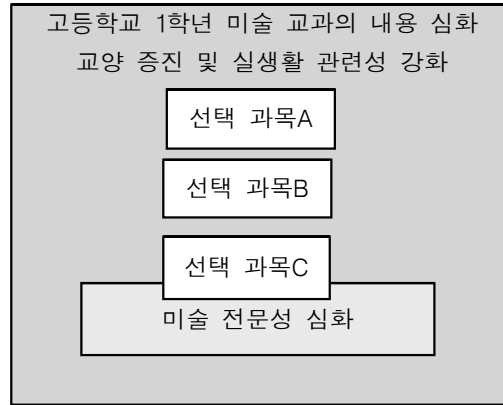 고등학교 1학년 미술 교과의 내용 심화
교양 증진 및 실생활 관련성 강화
선택 과목A
선택 과목B
선택 과목C
미술 전문성 심화